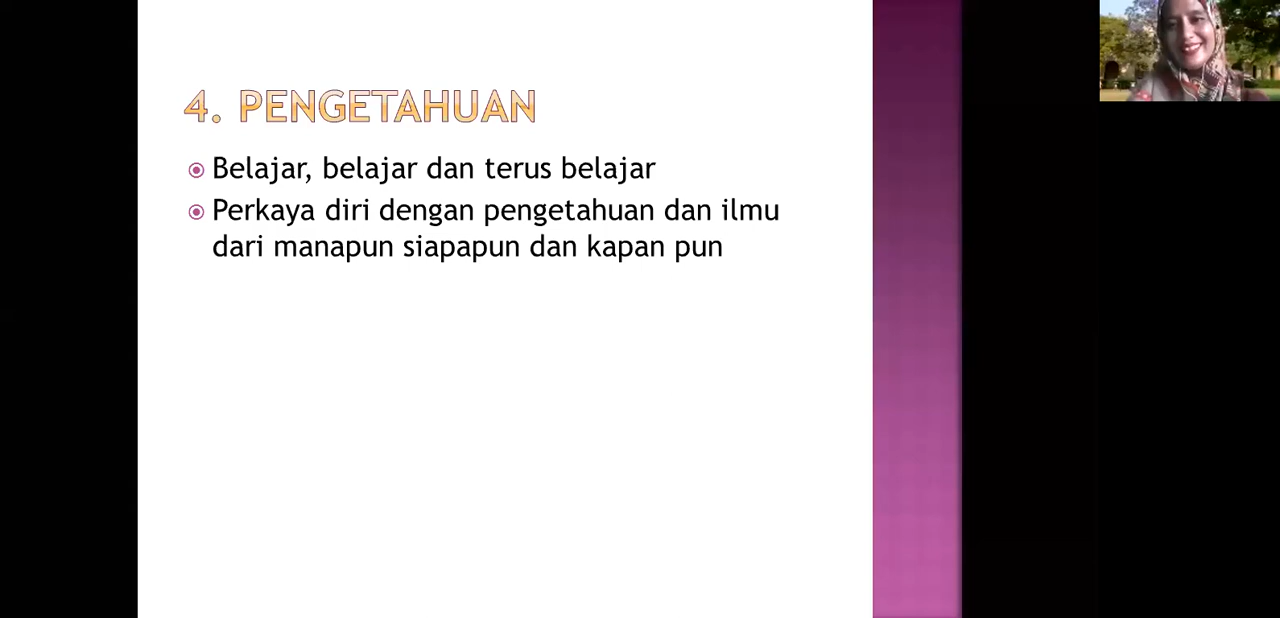 4. PENGETAHUAN
Belajar, belajar dan terus belajar
Perkaya diri dengan pengetahuan dan ilmu
dari manapun siapapun dan kapan pun